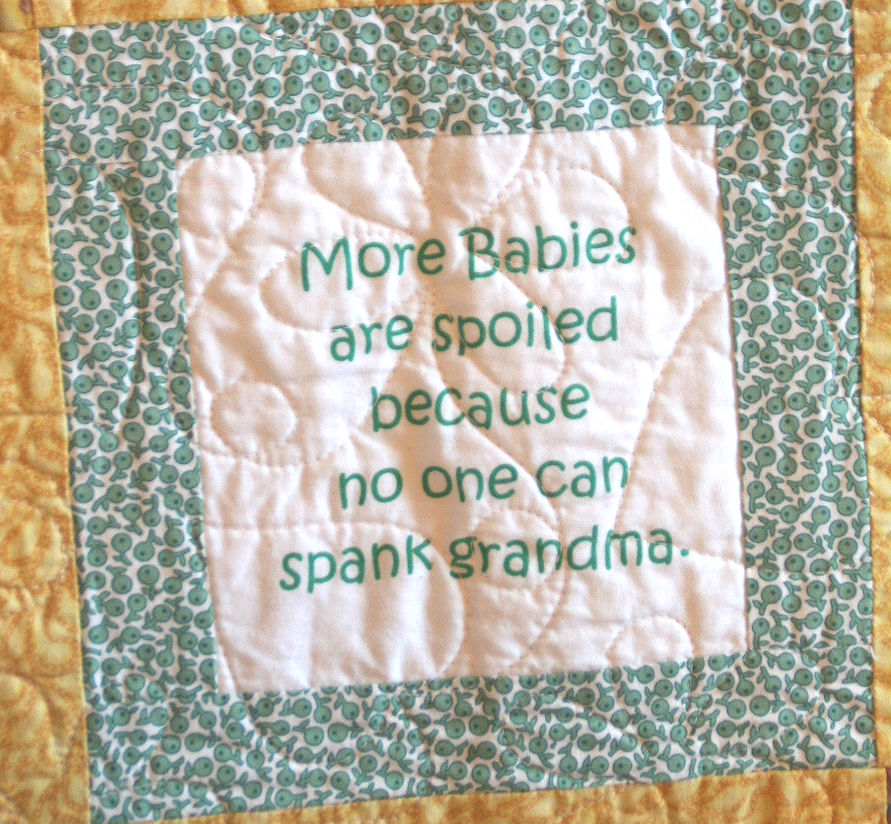 More Babies
are spoiled
because
no one can
spank grandma.